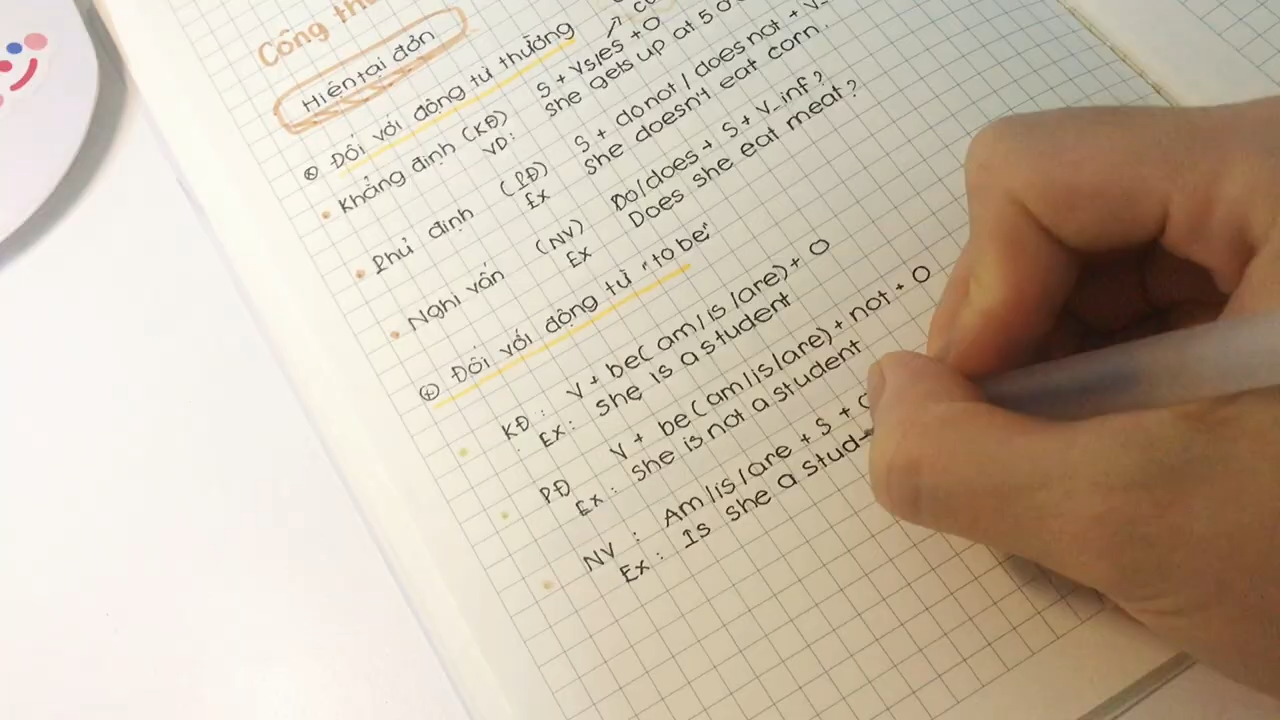 Công
Hiện tại đơn
Đối với động từ thường
Khẳng định (KĐ) S + Vs/es + O
VD: She gets up at 5
Phủ định (PĐ) S + do not / does not +
Ex She doesn't eat corn.
Nghi vấn (NV) Do/does + S + V_inf?
Ex Does she eat meat?
Đối với động từ "to be"
KĐ: V + be (am/is/are) + O
Ex: She is a student
PĐ V + be (am/is/are) + not + O
Ex: She is not a student
NV: Am/is/are + S +
Ex: Is she a stud